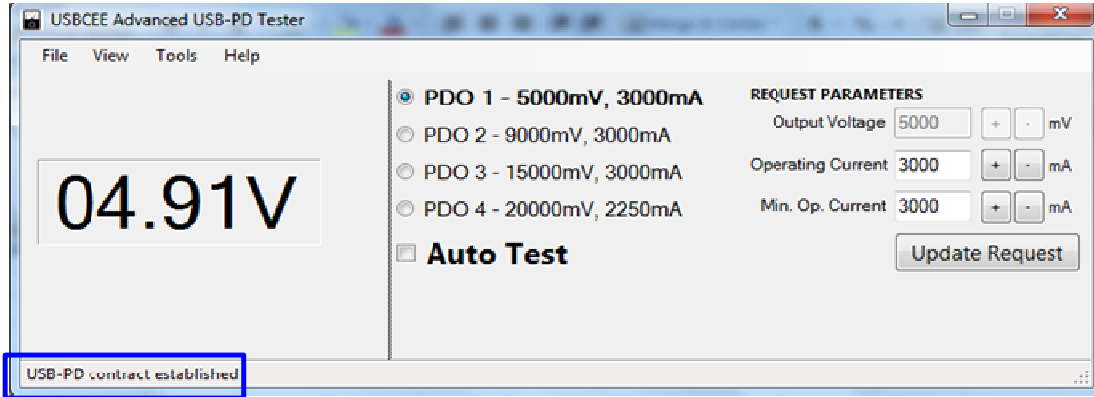 USBCEE Advanced USB-PD Tester
File View Tools Help
04.91V
PDO 1 - 5000mV, 3000mA
PDO 2 - 9000mV, 3000mA
PDO 3 - 15000mV, 3000mA
PDO 4 - 20000mV, 2250mA
Auto Test
REQUEST PARAMETERS
Output Voltage 5000 + - mV
Operating Current 3000 + - mA
Min. Op. Current 3000 + - mA
Update Request
USB-PD contract established